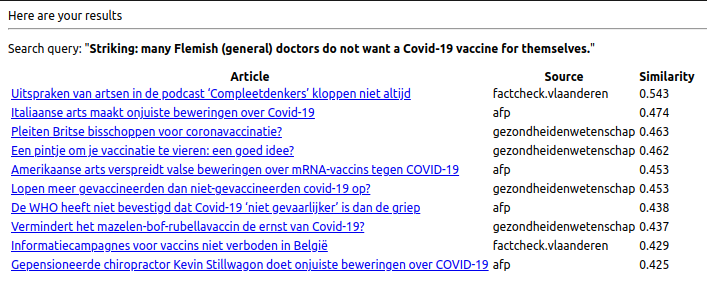 Here are your results
Search query: "Striking: many Flemish (general) doctors do not want a Covid-19 vaccine for themselves."
Article Source Similarity
Uitspraken van artsen in de podcast ‘Compleetdenkers’ kloppen niet altijd factcheck.vlaanderen 0.543
Italiaanse arts maakt onjuiste beweringen over Covid-19 afp 0.474
Pleiten Britse bisschoppen voor coronavaccinatie? gezondheidenwetenschap 0.463
Een pintje om je vaccinatie te vieren: een goed idee? gezondheidenwetenschap 0.462
Amerikaanse arts verspreidt valse beweringen over mRNA-vaccins tegen COVID-19 afp 0.453
Lopen meer gevaccineerden dan niet-gevaccineerden covid-19 op? gezondheidenwetenschap 0.453
De WHO heeft niet bevestigd dat Covid-19 ‘niet gevaarlijker’ is dan de griep afp 0.438
Vermindert het mazelen-bof-rubellavaccin de ernst van Covid-19? gezondheidenwetenschap 0.437
Informatiecampagnes voor vaccins niet verboden in België factcheck.vlaanderen 0.429
Gepensioneerde chiropractor Kevin Stillwagon doet onjuiste beweringen over COVID-19 afp 0.425